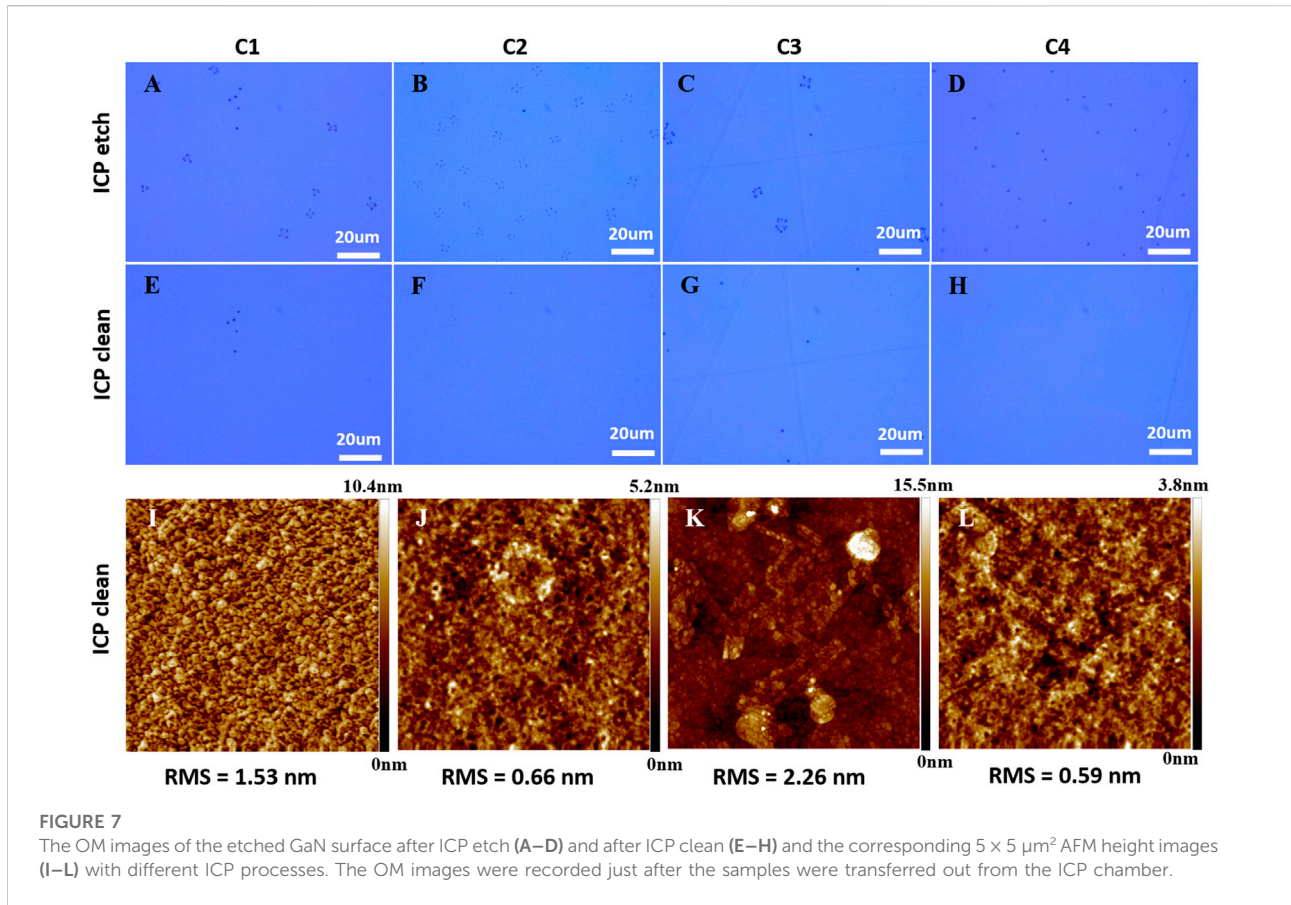 C1 C2 C3 C4
ICP etch
A B C D
20um 20um 20um 20um
ICP clean
E F G H
20um 20um 20um 20um
10.4nm 5.2nm 15.5nm 3.8nm
ICP clean
I J K L
0nm 0nm 0nm 0nm
RMS = 1.53 nm RMS = 0.66 nm RMS = 2.26 nm RMS = 0.59 nm
FIGURE 7
The OM images of the etched GaN surface after ICP etch (A–D) and after ICP clean (E–H) and the corresponding 5 × 5 μm² AFM height images
(I–L) with different ICP processes. The OM images were recorded just after the samples were transferred out from the ICP chamber.